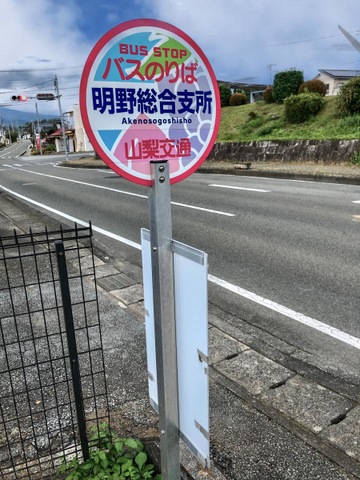 BUS STOP
バスのりば
明野総合支所
Akenosogoshisho
山梨交通